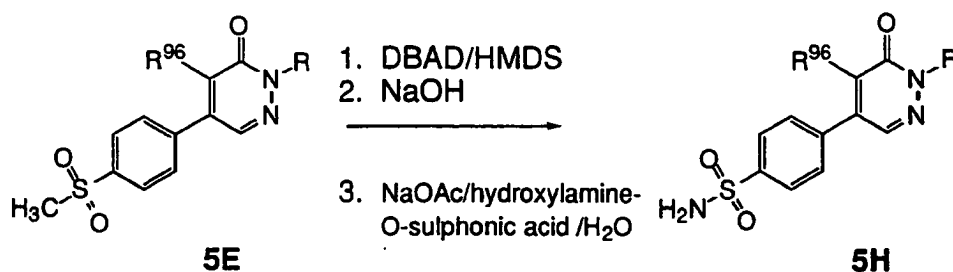 O
R⁹⁶
R
N
N
O
S
O
H₃C
5E
1. DBAD/HMDS
2. NaOH
3. NaOAc/hydroxylamine-
O-sulphonic acid /H₂O
O
R⁹⁶
R
N
N
O
S
H₂N
O
5H